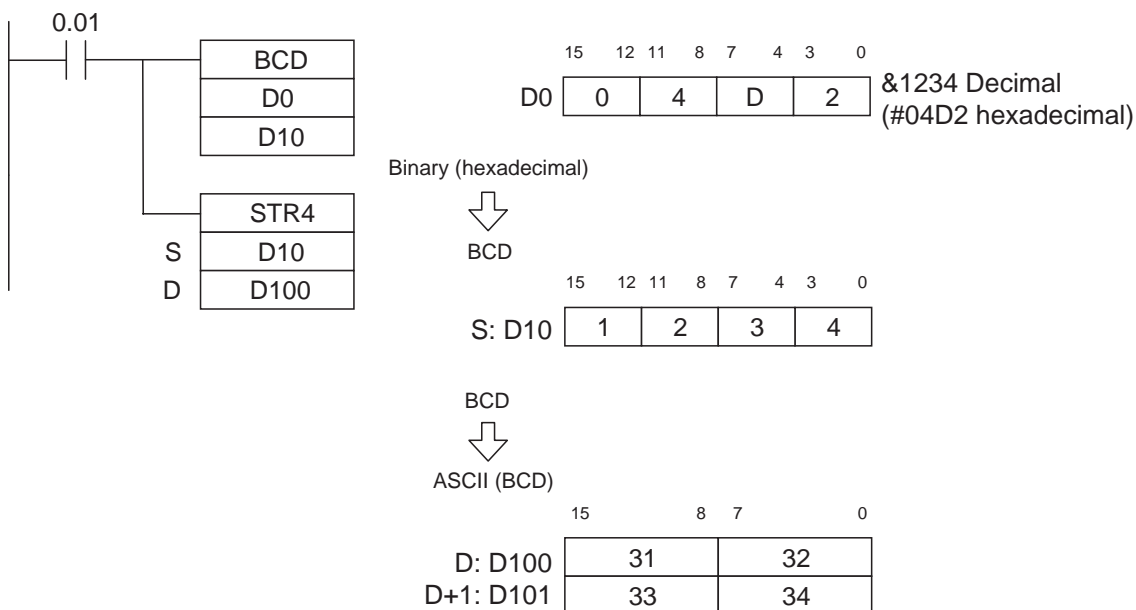 0.01
BCD
D0
D10
STR4
S D10
D D100
15 12 11 8 7 4 3 0
D0 0 4 D 2 &1234 Decimal
(#04D2 hexadecimal)
Binary (hexadecimal)
BCD
15 12 11 8 7 4 3 0
S: D10 1 2 3 4
BCD
ASCII (BCD)
15 8 7 0
D: D100 31 32
D+1: D101 33 34